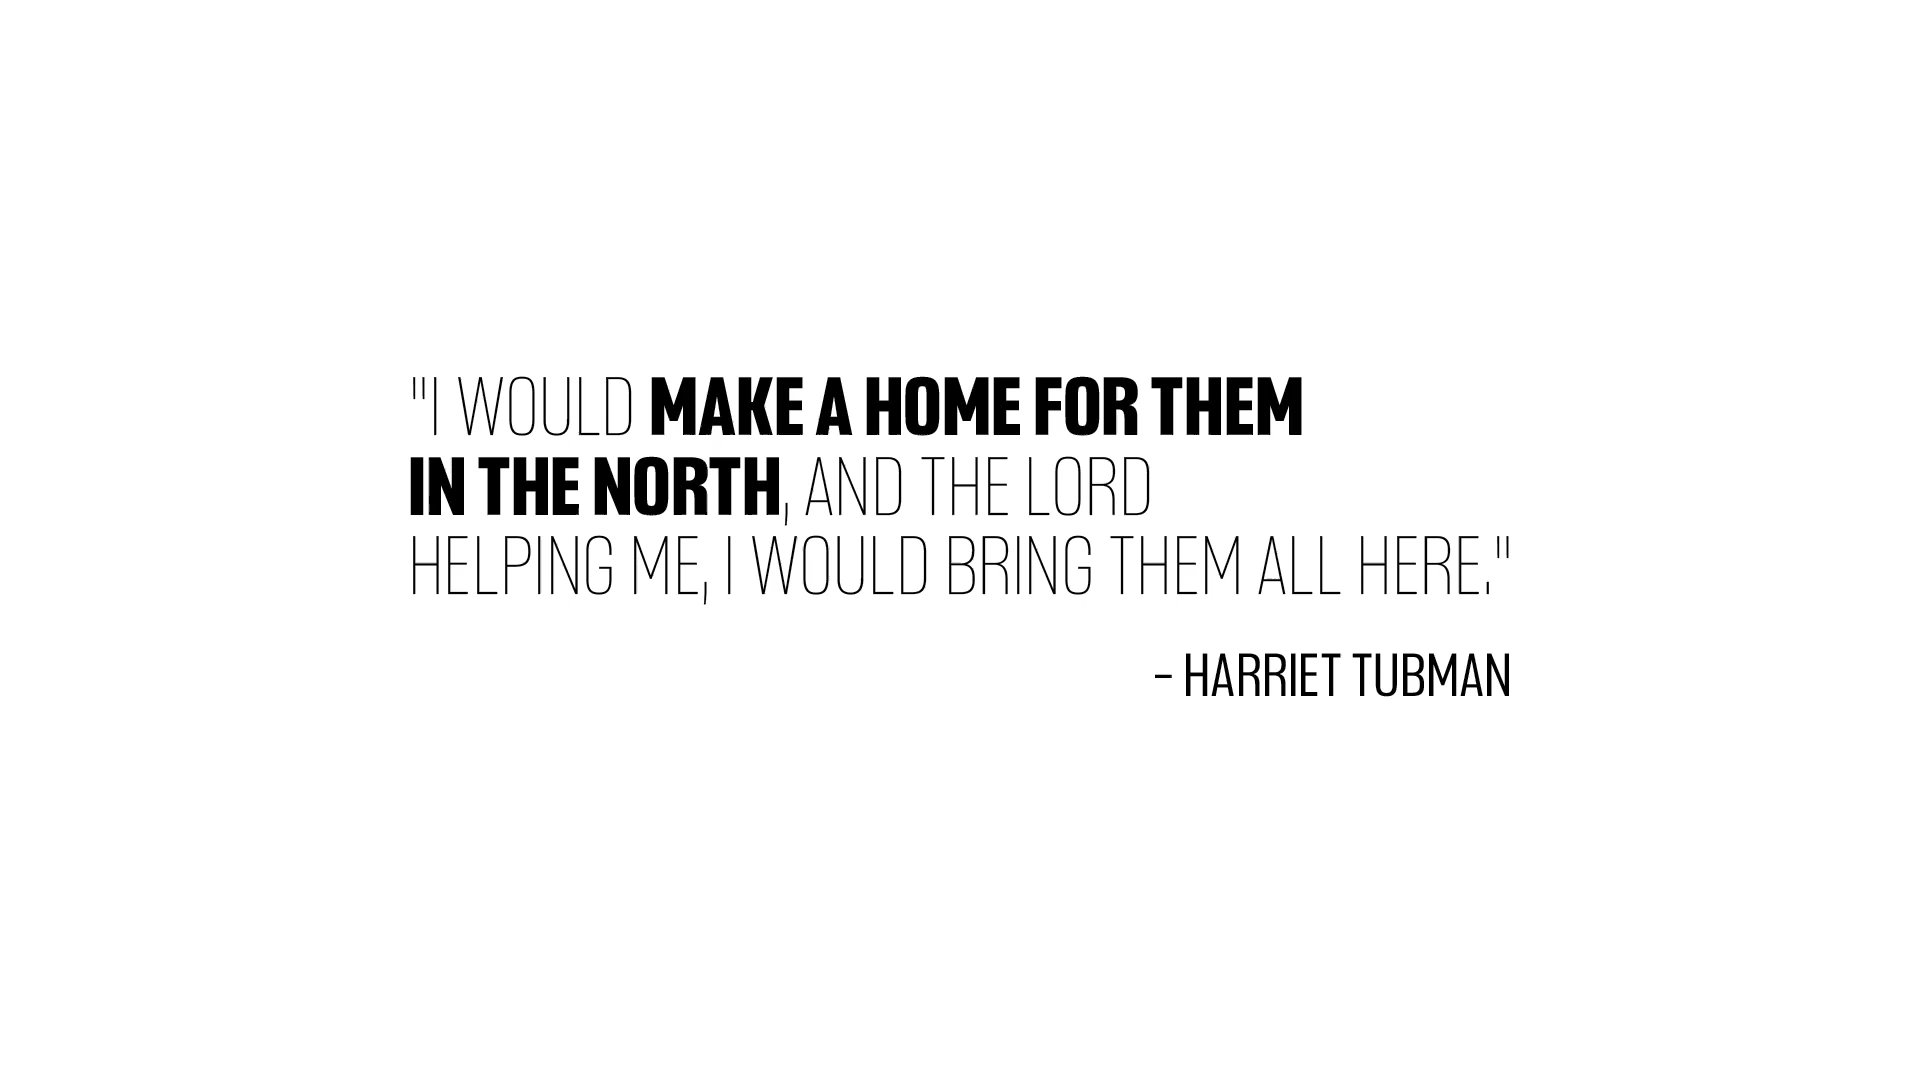 "I WOULD MAKE A HOME FOR THEM
IN THE NORTH, AND THE LORD
HELPING ME, I WOULD BRING THEM ALL HERE."
- HARRIET TUBMAN